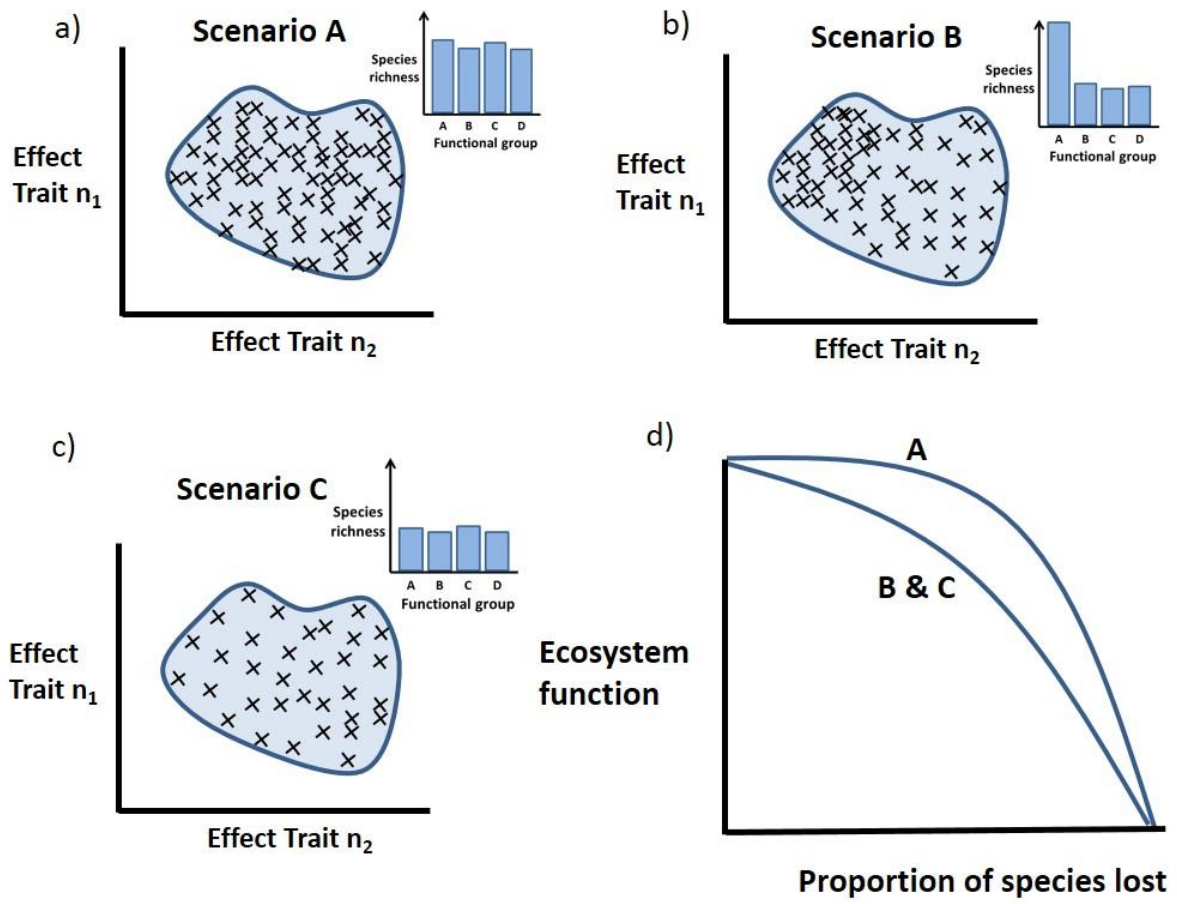 a)
Scenario A
Species
richness
A B C D
Functional group
Effect
Trait n₁
Effect Trait n₂
b)
Scenario B
Species
richness
A B C D
Functional group
Effect
Trait n₁
Effect Trait n₂
c)
Scenario C
Species
richness
A B C D
Functional group
Effect
Trait n₁
Effect Trait n₂
d)
A
B & C
Ecosystem
function
Proportion of species lost